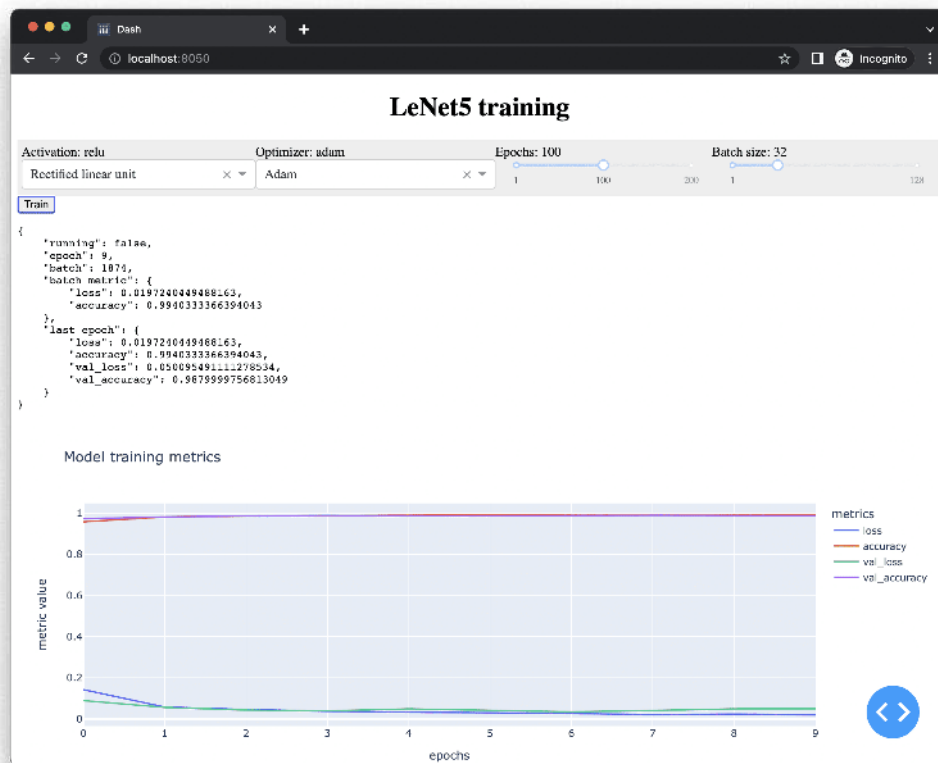 Dash
localhost:8050
Incognito
LeNet5 training
Activation: relu
Optimizer: adam
Epochs: 100
Batch size: 32
Rectified linear unit
Adam
1
100
200
1
128
Train
{
"running": false,
"epoch": 9,
"batch": 1874,
"batch metric": {
"loss": 0.0197240449488163,
"accuracy": 0.9940333366394043
},
"last epoch": {
"loss": 0.0197240449488163,
"accuracy": 0.9940333366394043,
"val_loss": 0.050095491111278534,
"val_accuracy": 0.9879999756813049
}
}
Model training metrics
metrics
loss
accuracy
val_loss
val_accuracy
metric value
1
0.8
0.6
0.4
0.2
0
0
1
2
3
4
5
6
7
8
9
epochs